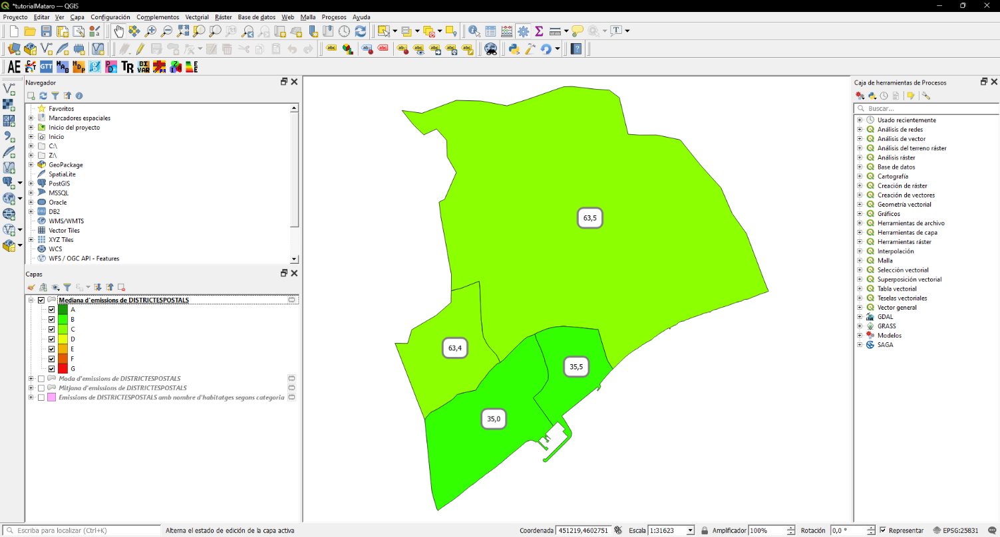 *tutorialMataro — QGIS
Proyecto Editar Ver Capa Configuración Complementos Vectorial Ráster Base de datos Web Malla Procesos Ayuda
AE GTT TR BI VAR
Navegador
Favoritos
Marcadores espaciales
Inicio del proyecto
Inicio
C:\
Z:\
GeoPackage
SpatiaLite
PostGIS
MSSQL
Oracle
DB2
WMS/WMTS
Vector Tiles
XYZ Tiles
WCS
WFS / OGC API - Features
Capas
Mediana d'emissions de DISTRICTESPOSTALS
A
B
C
D
E
F
G
Moda d'emissions de DISTRICTESPOSTALS
Mitjana d'emissions de DISTRICTESPOSTALS
Emissions de DISTRICTESPOSTALS amb nombre d'habitatges segons categoria
63,5
63,4
35,5
35,0
Caja de herramientas de Procesos
Buscar...
Usado recientemente
Análisis de redes
Análisis de vector
Análisis del terreno ráster
Análisis ráster
Base de datos
Cartografía
Creación de ráster
Creación de vectores
Geometría vectorial
Gráficos
Herramientas de archivo
Herramientas de capa
Herramientas ráster
Interpolación
Malla
Selección vectorial
Superposición vectorial
Tabla vectorial
Teselas vectoriales
Vector general
GDAL
GRASS
Modelos
SAGA
Escriba para localizar (Ctrl+K) Alterna el estado de edición de la capa activa Coordenada 451219,4602751 Escala 1:31623 Amplificador 100% Rotación 0,0 ° Representar EPSG:25831